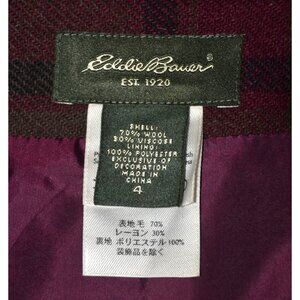 Eddie Bauer®
EST. 1920
SHELL:
70% WOOL
30% VISCOSE
LINING:
100% POLYESTER
EXCLUSIVE OF
DECORATION
MADE IN
CHINA
4
表地 毛 70%
レーヨン 30%
裏地 ポリエステル 100%
装飾品を除く